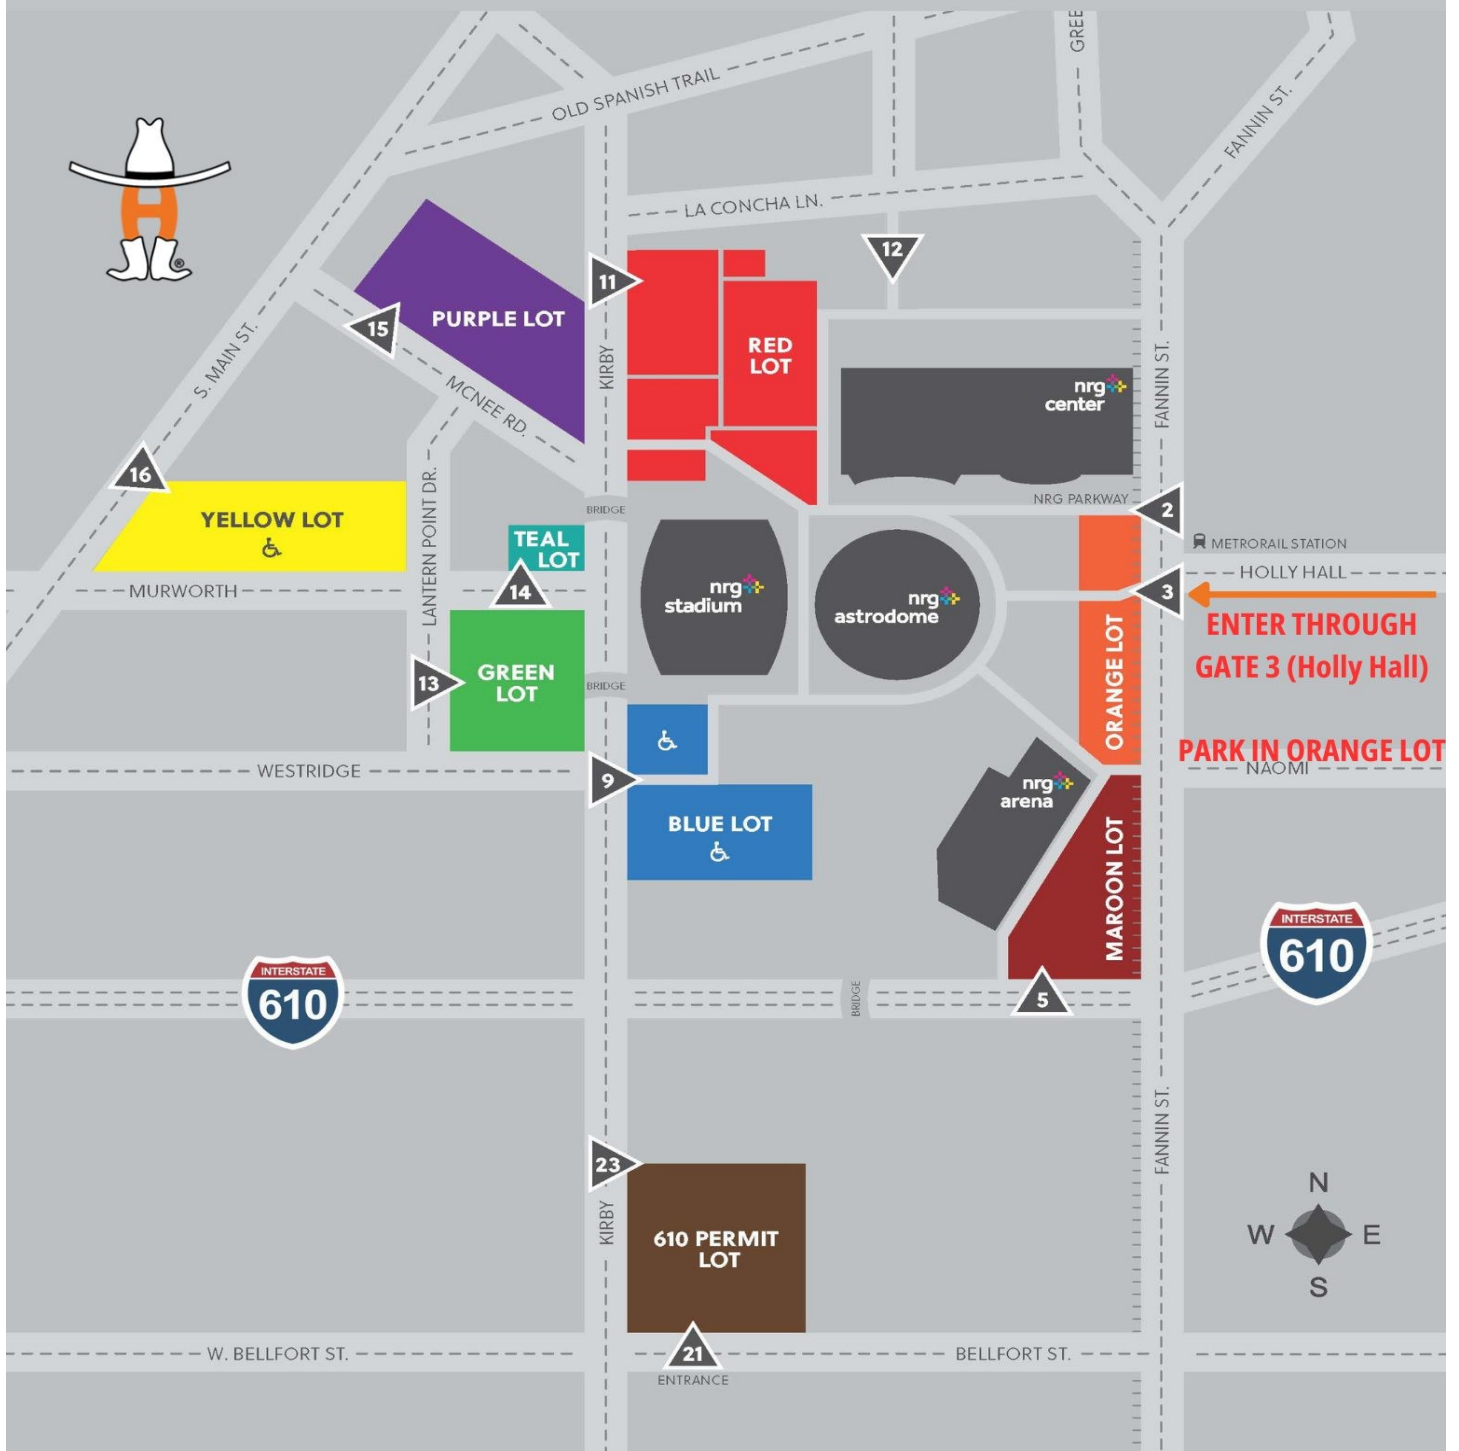 GREE
OLD SPANISH TRAIL
FANNIN ST.
LA CONCHA LN.
®
12
11
PURPLE LOT
15
RED
LOT
S. MAIN ST.
KIRBY
FANNIN ST.
MCNEE RD.
nrg
center
16
YELLOW LOT
LANTERN POINT DR.
BRIDGE
NRG PARKWAY
2
TEAL
LOT
METRORAIL STATION
HOLLY HALL
MURWORTH
14
nrg
stadium
nrg
astrodome
3
ENTER THROUGH
GATE 3 (Holly Hall)
GREEN
LOT
13
BRIDGE
ORANGE LOT
PARK IN ORANGE LOT
NAOMI
WESTRIDGE
9
nrg
arena
BLUE LOT
MAROON LOT
INTERSTATE
610
INTERSTATE
610
BRIDGE
5
FANNIN ST.
23
KIRBY
610 PERMIT
LOT
N
W
E
S
W. BELLFORT ST.
21
ENTRANCE
BELLFORT ST.